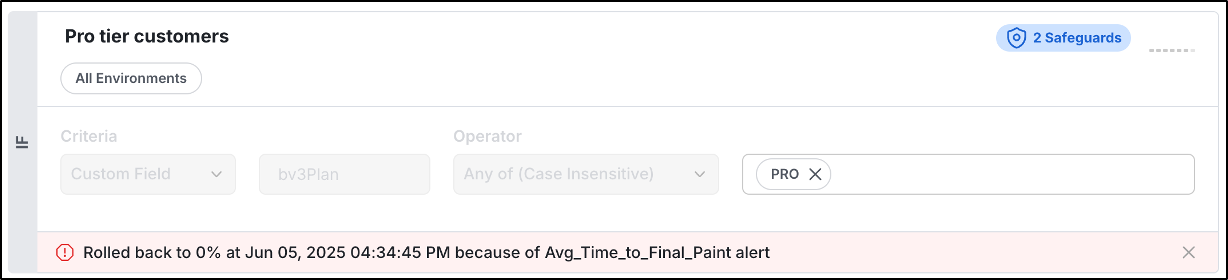 Pro tier customers
2 Safeguards
All Environments
IF
Criteria
Operator
Custom Field
bv3Plan
Any of (Case Insensitive)
PRO
Rolled back to 0% at Jun 05, 2025 04:34:45 PM because of Avg_Time_to_Final_Paint alert